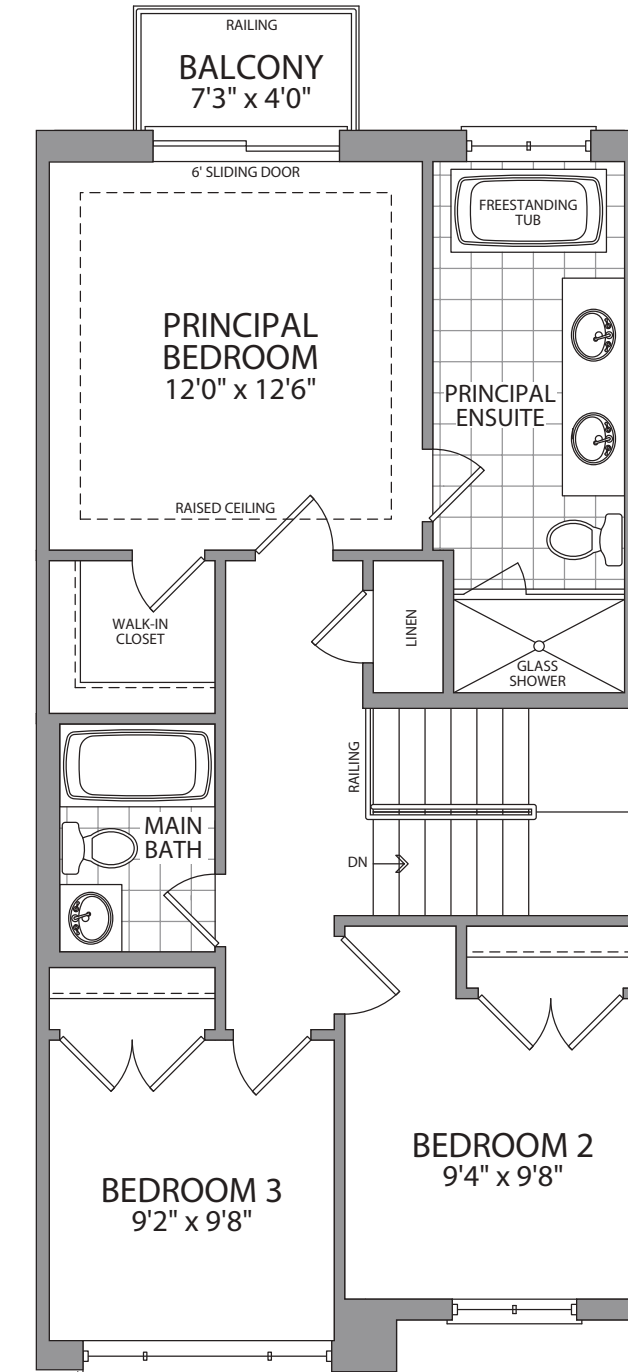 RAILING
BALCONY
7'3" x 4'0"
6' SLIDING DOOR
FREESTANDING
TUB
PRINCIPAL
BEDROOM
12'0" x 12'6"
PRINCIPAL
ENSUITE
RAISED CEILING
WALK-IN
CLOSET
LINEN
GLASS
SHOWER
RAILING
MAIN
BATH
DN
BEDROOM 2
9'4" x 9'8"
BEDROOM 3
9'2" x 9'8"